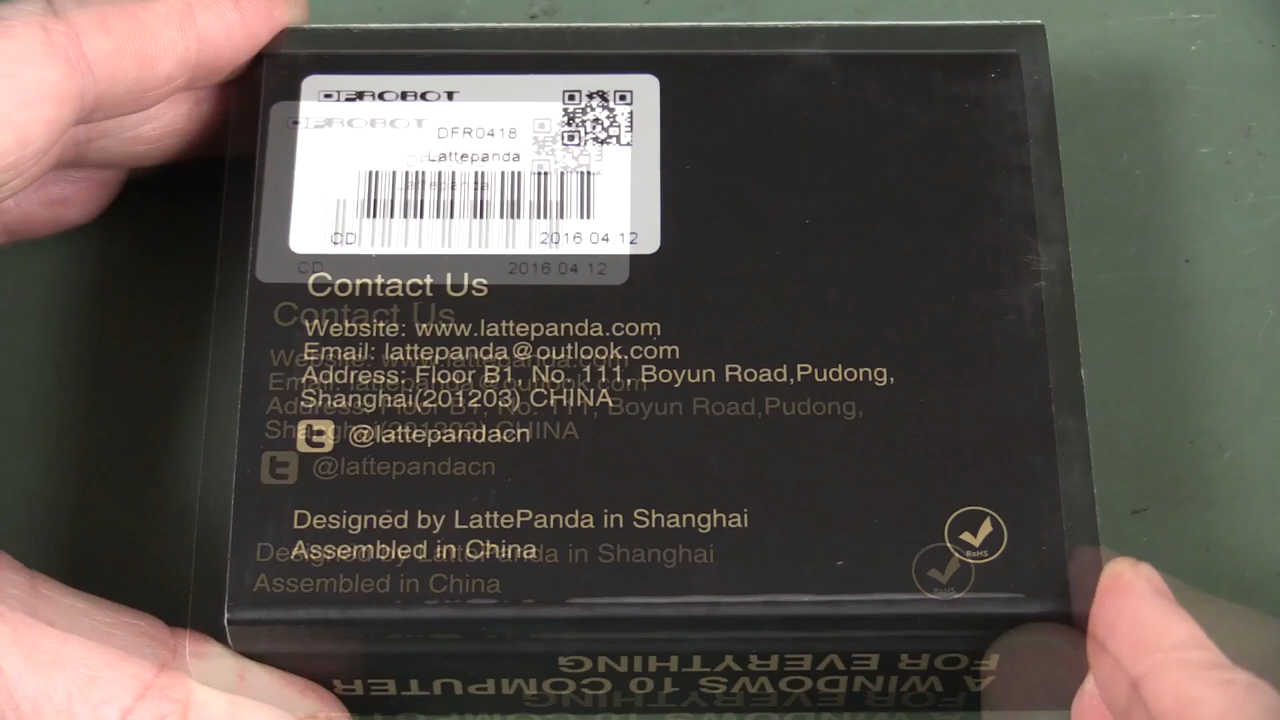 DFROBOT
DFR0418
Lattepanda
CD 2016 04 12
Contact Us
Website: www.lattepanda.com
Email: lattepanda@outlook.com
Address: Floor B1, No. 111, Boyun Road,Pudong,
Shanghai(201203) CHINA
@lattepandacn
Designed by LattePanda in Shanghai
Assembled in China
RoHS
A WINDOWS 10 COMPUTER
FOR EVERYTHING